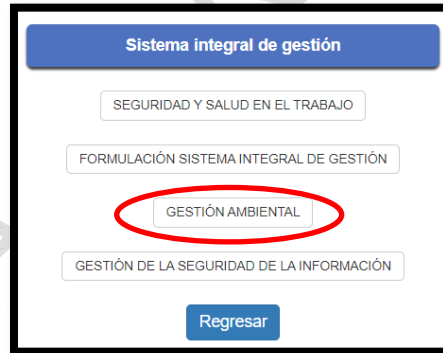 Sistema integral de gestión
SEGURIDAD Y SALUD EN EL TRABAJO
FORMULACIÓN SISTEMA INTEGRAL DE GESTIÓN
GESTIÓN AMBIENTAL
GESTIÓN DE LA SEGURIDAD DE LA INFORMACIÓN
Regresar